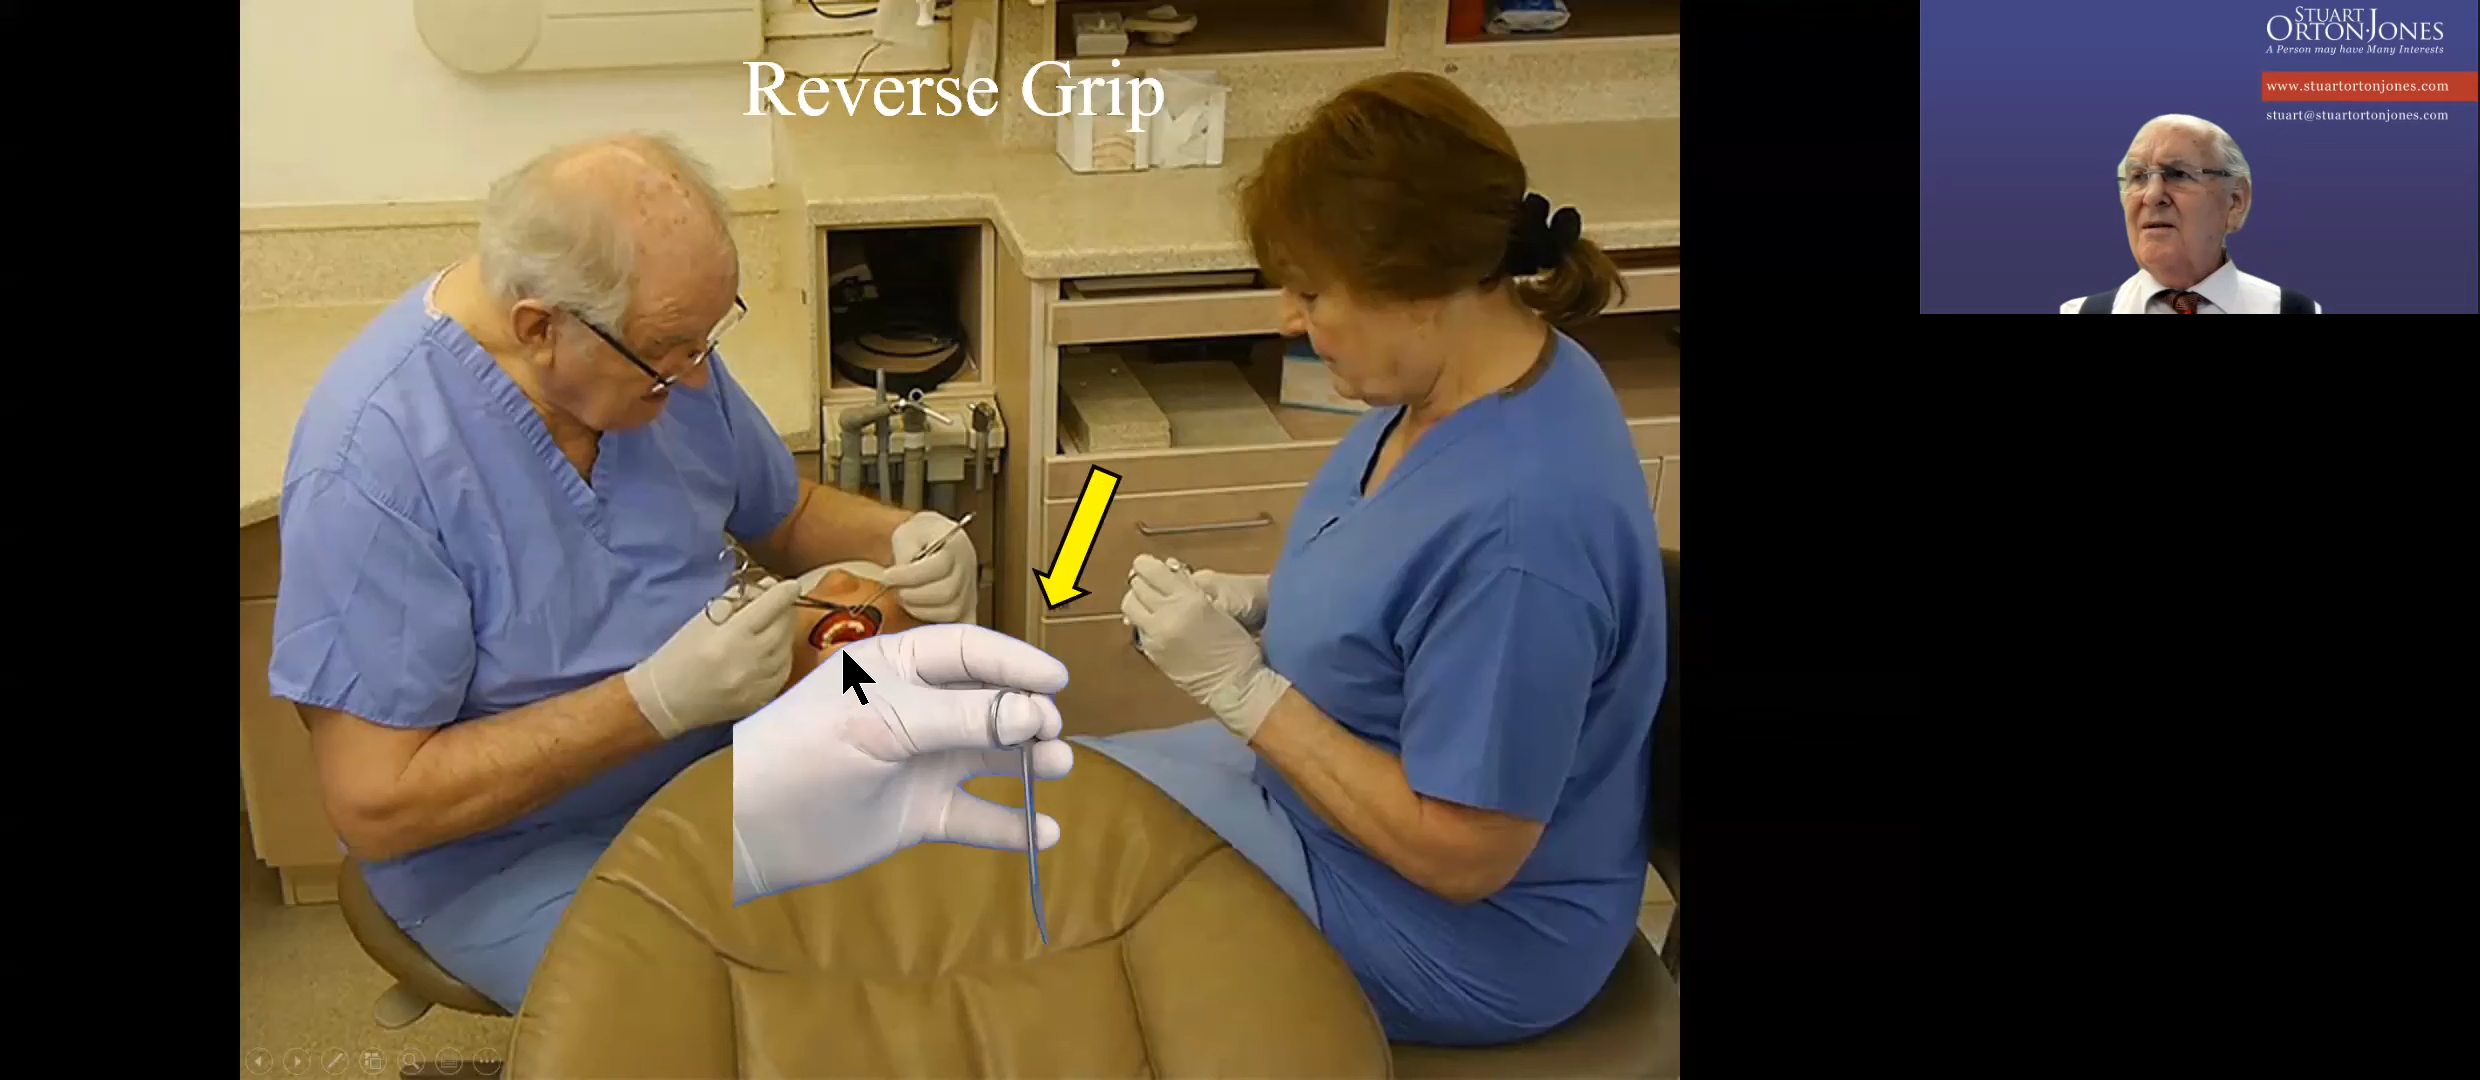 Reverse Grip
STUART
ORTON-JONES
A Person may have Many Interests
www.stuartortonjones.com
stuart@stuartortonjones.com